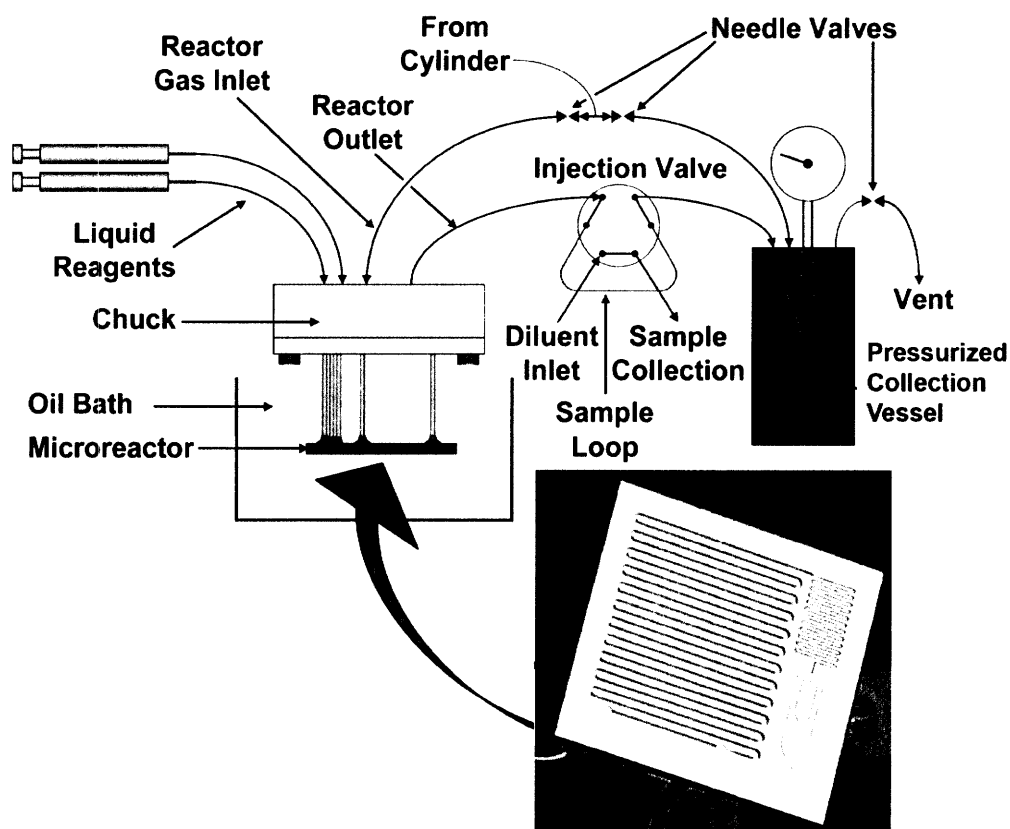 Needle Valves
From
Cylinder
Reactor
Gas Inlet
Reactor
Outlet
Injection Valve
Liquid
Reagents
Chuck
Vent
Diluent
Inlet
Sample
Collection
Pressurized
Collection
Vessel
Oil Bath
Sample
Loop
Microreactor